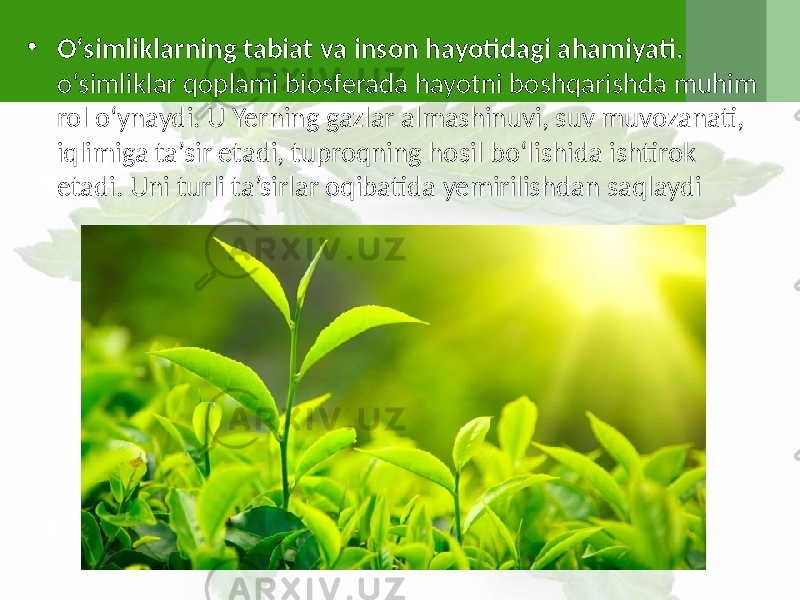 • O‘simliklarning tabiat va inson hayotidagi ahamiyati.
o‘simliklar qoplami biosferada hayotni boshqarishda muhim
rol o‘ynaydi. U Yerning gazlar almashinuvi, suv muvozanati,
iqlimiga ta’sir etadi, tuproqning hosil bo‘lishida ishtirok
etadi. Uni turli ta’sirlar oqibatida yemirilishdan saqlaydi
ARXIV.UZ
ARXIV.UZ
ARXIV.UZ
ARXIV.UZ